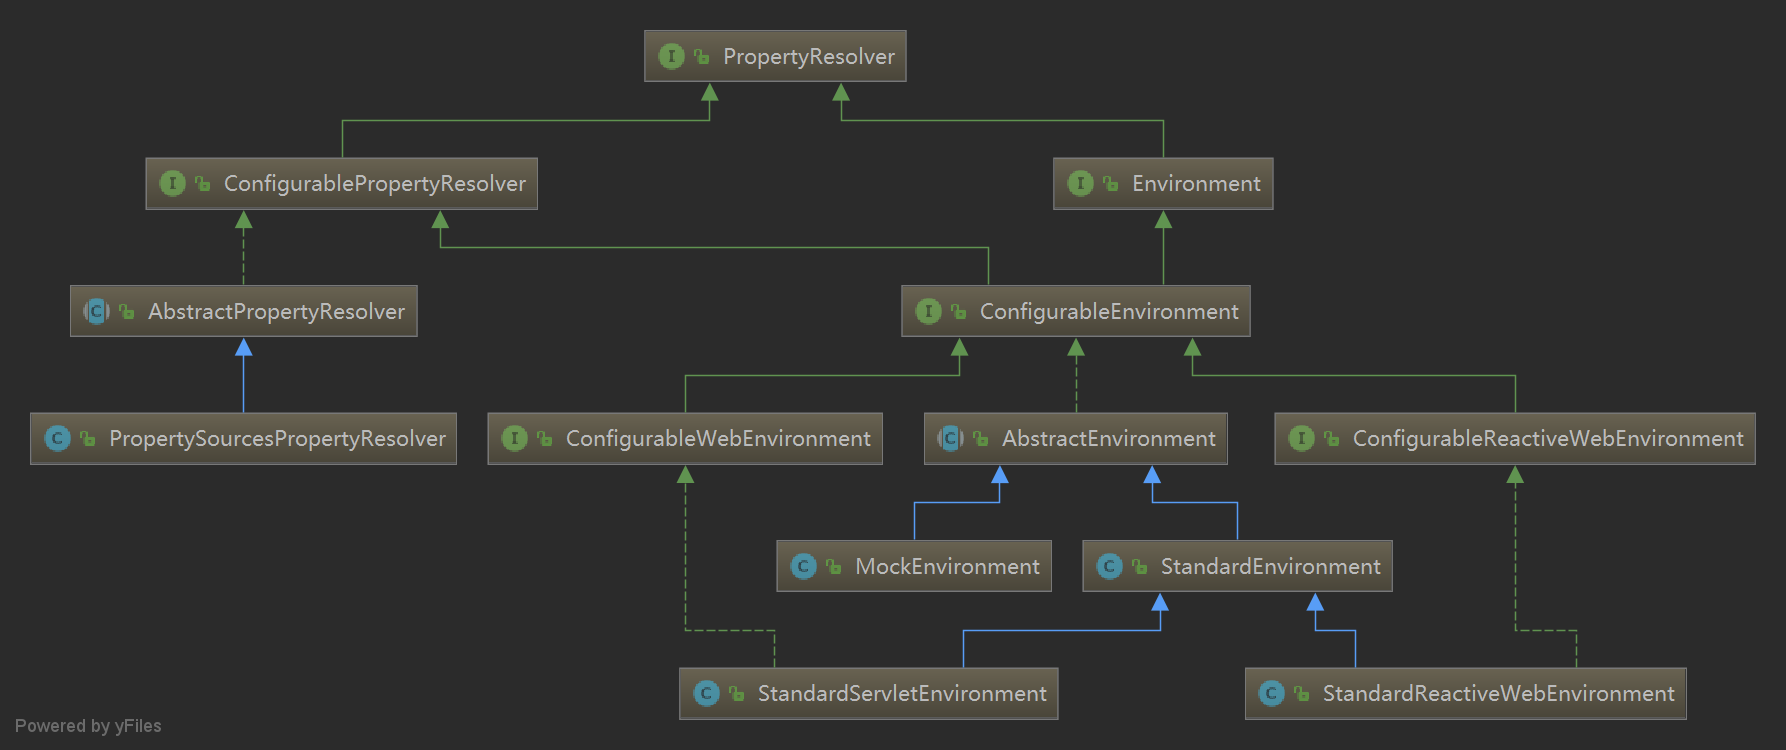 PropertyResolver
ConfigurablePropertyResolver
Environment
AbstractPropertyResolver
ConfigurableEnvironment
PropertySourcesPropertyResolver
ConfigurableWebEnvironment
AbstractEnvironment
ConfigurableReactiveWebEnvironment
MockEnvironment
StandardEnvironment
StandardServletEnvironment
StandardReactiveWebEnvironment
Powered by yFiles